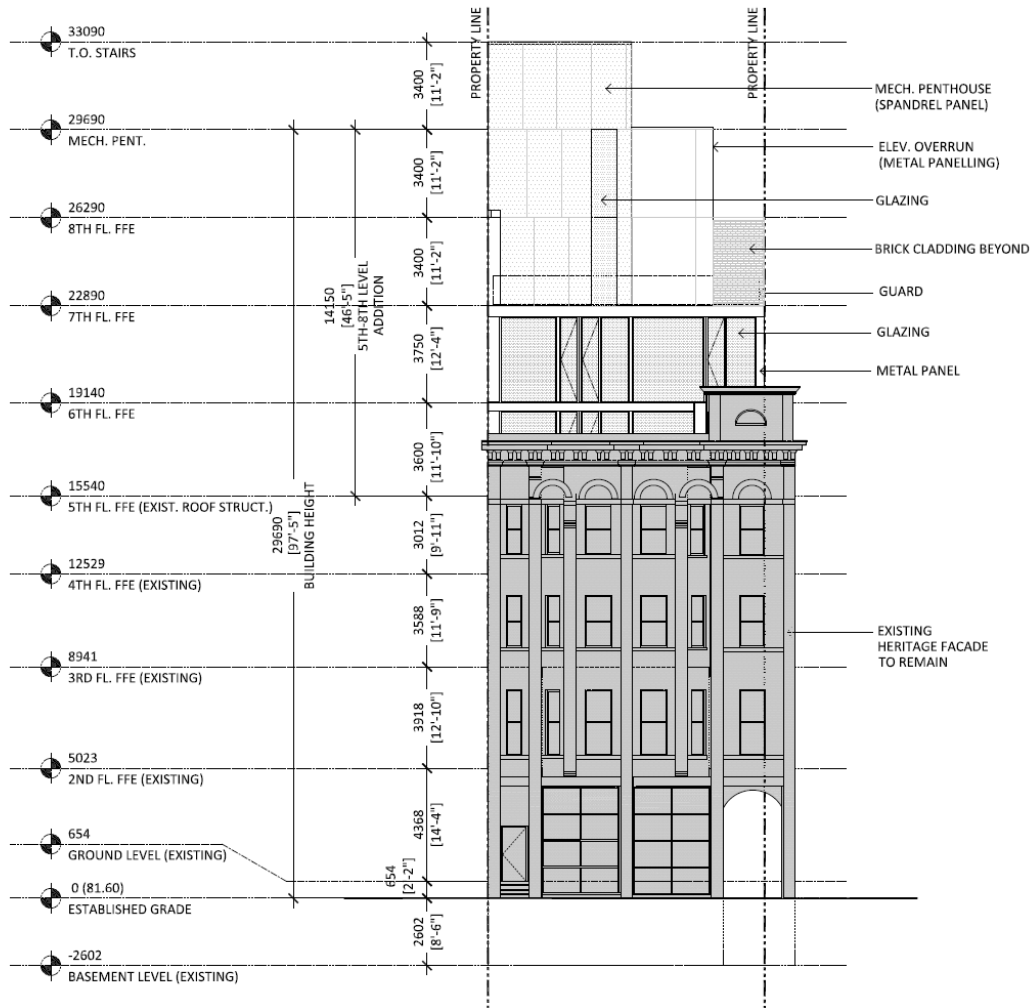 33090
T.O. STAIRS
29690
MECH. PENT.
26290
8TH FL. FFE
22890
7TH FL. FFE
19140
6TH FL. FFE
15540
5TH FL. FFE (EXIST. ROOF STRUCT.)
12529
4TH FL. FFE (EXISTING)
8941
3RD FL. FFE (EXISTING)
5023
2ND FL. FFE (EXISTING)
654
GROUND LEVEL (EXISTING)
0 (81.60)
ESTABLISHED GRADE
-2602
BASEMENT LEVEL (EXISTING)
29690
[97'-5"]
BUILDING HEIGHT
14150
[46'-5"]
5TH-8TH LEVEL
ADDITION
3400
[11'-2"]
3400
[11'-2"]
3400
[11'-2"]
3750
[12'-4"]
3600
[11'-10"]
3012
[9'-11"]
3588
[11'-9"]
3918
[12'-10"]
4368
[14'-4"]
654
[2'-2"]
2602
[8'-6"]
PROPERTY LINE
PROPERTY LINE
MECH. PENTHOUSE
(SPANDREL PANEL)
ELEV. OVERRUN
(METAL PANELLING)
GLAZING
BRICK CLADDING BEYOND
GUARD
GLAZING
METAL PANEL
EXISTING
HERITAGE FACADE
TO REMAIN